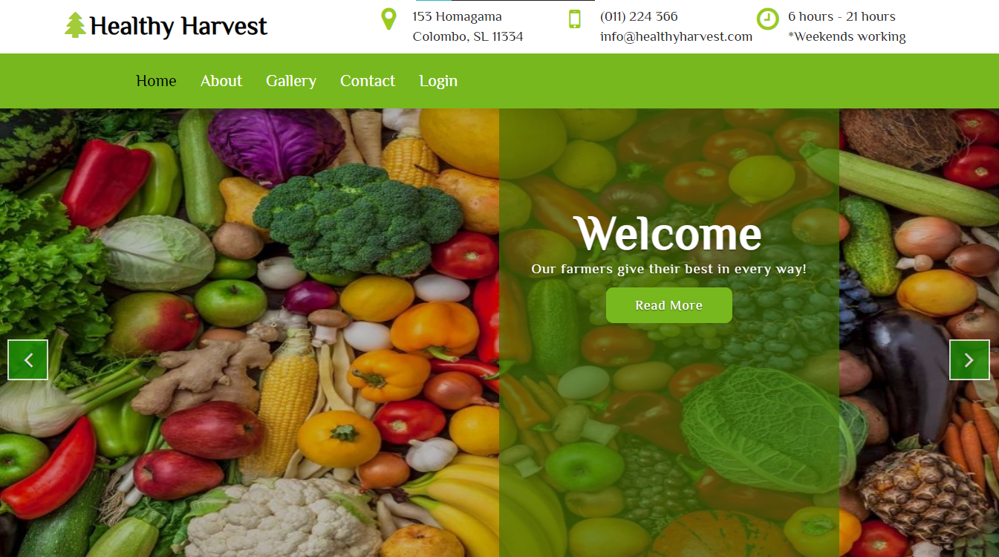 Healthy Harvest
153 Homagama
Colombo, SL 11334
(011) 224 366
info@healthyharvest.com
6 hours - 21 hours
*Weekends working
Home About Gallery Contact Login
Welcome
Our farmers give their best in every way!
Read More